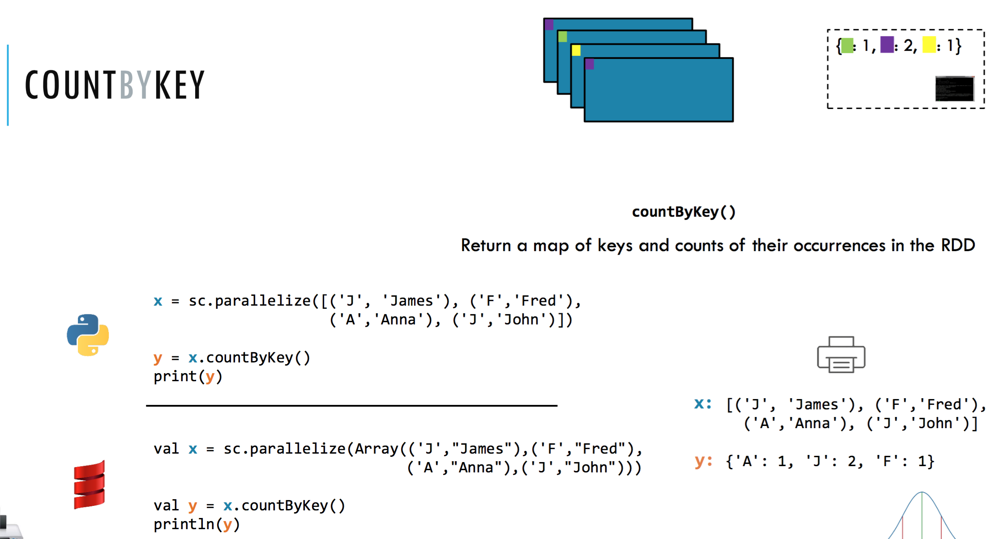 COUNTBYKEY
{ : 1, : 2, : 1}
countByKey()
Return a map of keys and counts of their occurrences in the RDD
x = sc.parallelize([('J', 'James'), ('F','Fred'),
('A','Anna'), ('J','John')])
y = x.countByKey()
print(y)
val x = sc.parallelize(Array(('J',"James"),('F',"Fred"),
('A',"Anna"),('J',"John")))
val y = x.countByKey()
println(y)
x: [('J', 'James'), ('F','Fred'),
('A','Anna'), ('J','John')]
y: {'A': 1, 'J': 2, 'F': 1}